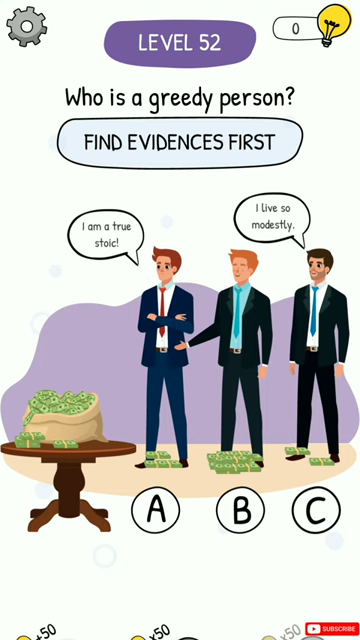 LEVEL 52
0
Who is a greedy person?
FIND EVIDENCES FIRST
I am a true
stoic!
I live so
modestly.
A
B
C
+50
x50
x50
SUBSCRIBE